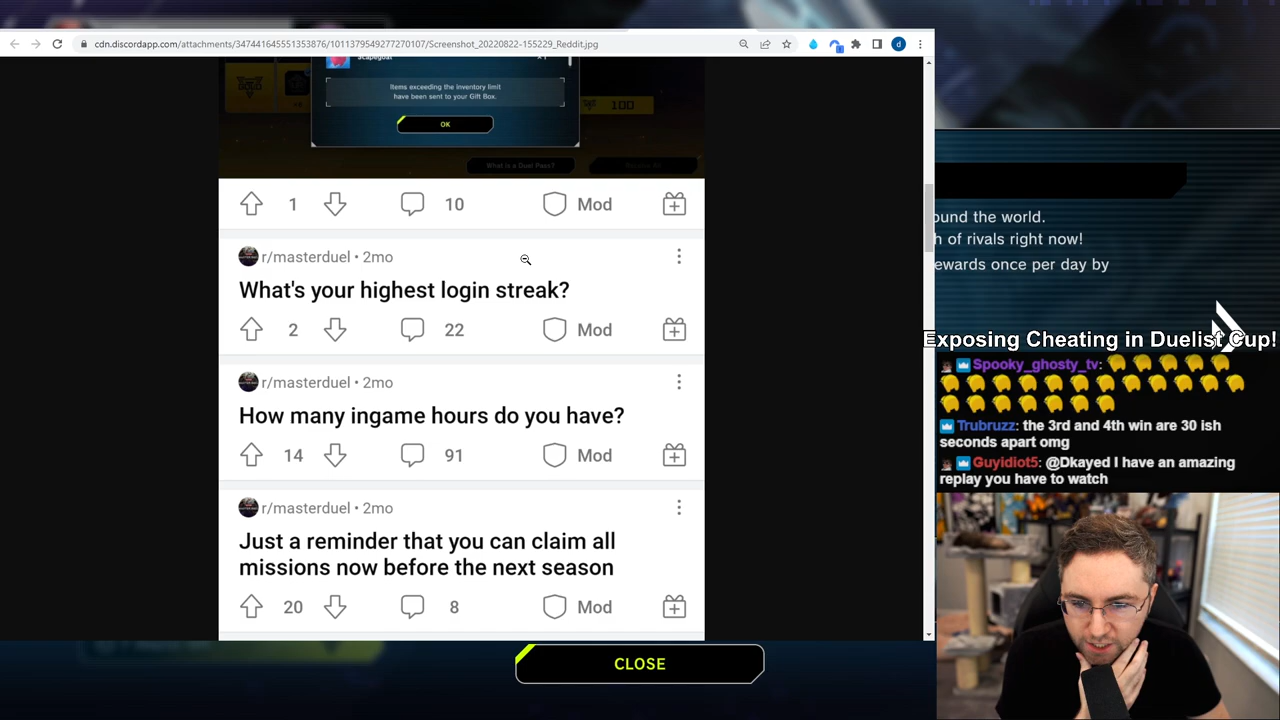 cdn.discordapp.com/attachments/347441645551353876/1011379549277270107/Screenshot_20220822-155229_Reddit.jpg
d
Scapegoat
Items exceeding the Inventory limit
have been sent to your Gift Box.
OK
100
What is a Duel Pass?
1
10
Mod
r/masterduel • 2mo
What's your highest login streak?
2
22
Mod
r/masterduel • 2mo
How many ingame hours do you have?
14
91
Mod
r/masterduel • 2mo
Just a reminder that you can claim all
missions now before the next season
20
8
Mod
CLOSE
ound the world.
h of rivals right now!
ewards once per day by
Exposing Cheating in Duelist Cup!
Spooky_ghosty_tv:
Trubruzz: the 3rd and 4th win are 30 ish
seconds apart omg
Guyidiot5: @Dkayed I have an amazing
replay you have to watch